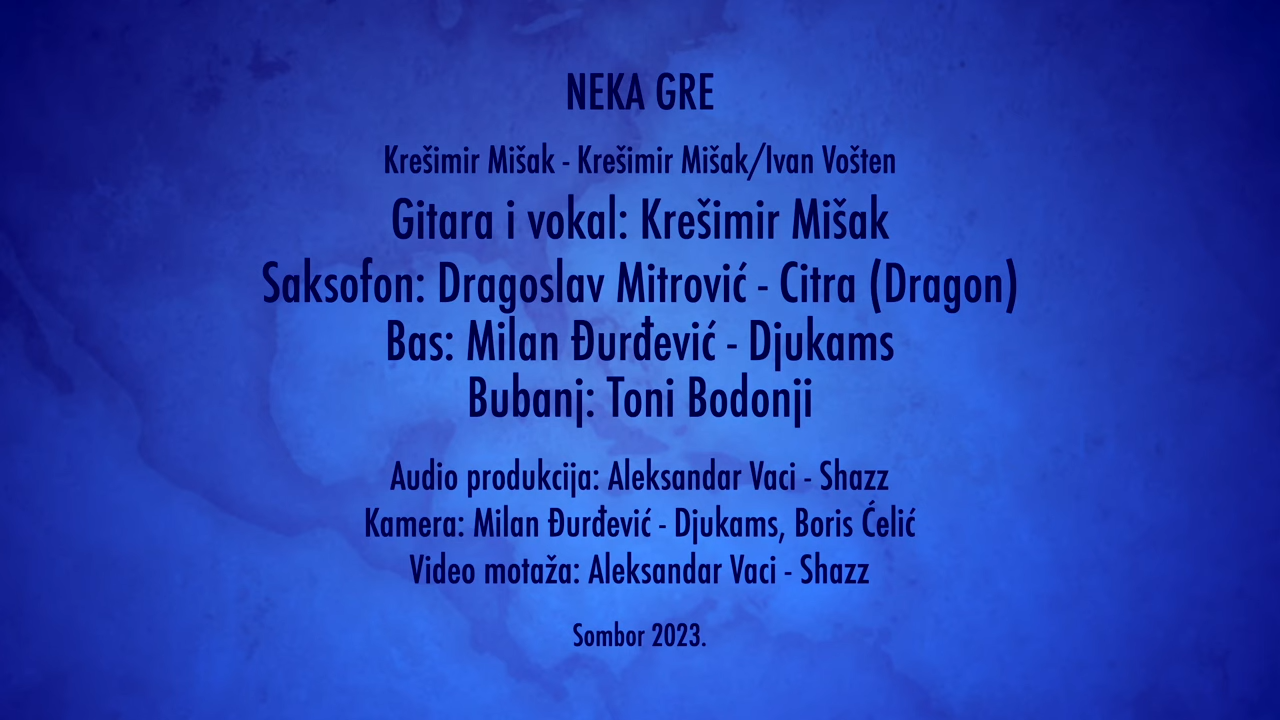 NEKA GRE
Krešimir Mišak - Krešimir Mišak/Ivan Vošten
Gitara i vokal: Krešimir Mišak
Saksofon: Dragoslav Mitrović - Citra (Dragon)
Bas: Milan Đurđević - Djukams
Bubanj: Toni Bodonji
Audio produkcija: Aleksandar Vaci - Shazz
Kamera: Milan Đurđević - Djukams, Boris Ćelić
Video motaža: Aleksandar Vaci - Shazz
Sombor 2023.